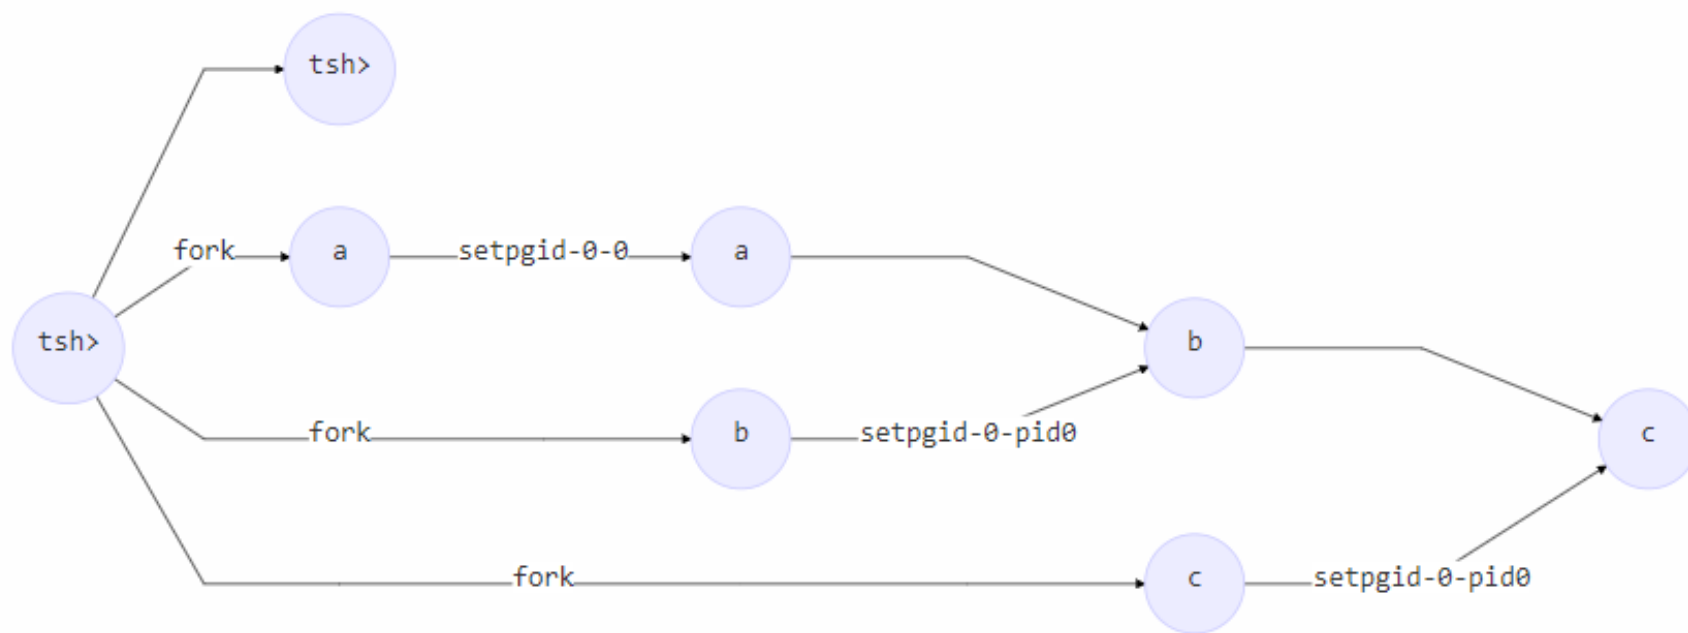 tsh>
fork
a
setpgid-0-0
a
tsh>
b
fork
b
setpgid-0-pid0
c
fork
c
setpgid-0-pid0